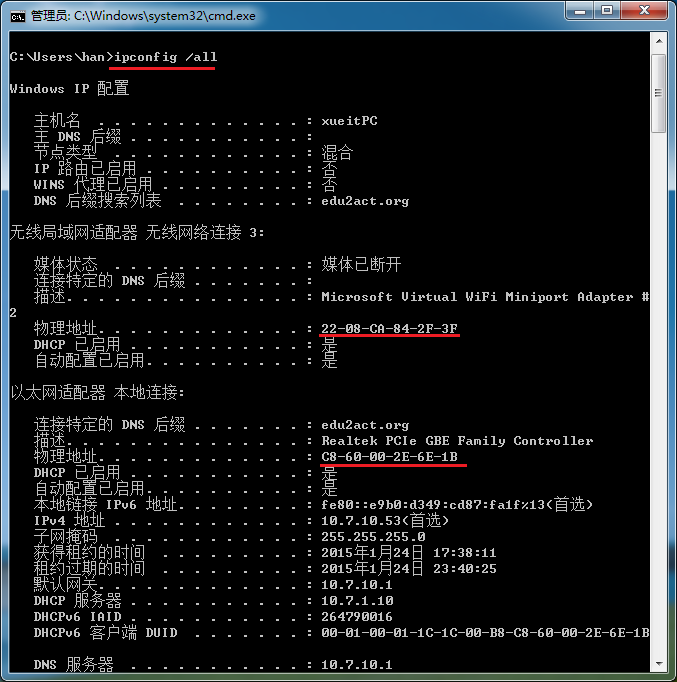 管理员: C:\Windows\system32\cmd.exe
C:\Users\han>ipconfig /all
Windows IP 配置
主机名 . . . . . . . . . . . . . : xueitPC
主 DNS 后缀 . . . . . . . . . . . :
节点类型 . . . . . . . . . . . . : 混合
IP 路由已启用 . . . . . . . . . . : 否
WINS 代理已启用 . . . . . . . . . : 否
DNS 后缀搜索列表 . . . . . . . . : edu2act.org
无线局域网适配器 无线网络连接 3:
媒体状态 . . . . . . . . . . . . : 媒体已断开
连接特定的 DNS 后缀 . . . . . . . :
描述. . . . . . . . . . . . . . . : Microsoft Virtual WiFi Miniport Adapter #
2
物理地址. . . . . . . . . . . . . : 22-08-CA-84-2F-3F
DHCP 已启用 . . . . . . . . . . . : 是
自动配置已启用. . . . . . . . . . : 是
以太网适配器 本地连接:
连接特定的 DNS 后缀 . . . . . . . : edu2act.org
描述. . . . . . . . . . . . . . . : Realtek PCIe GBE Family Controller
物理地址. . . . . . . . . . . . . : C8-60-00-2E-6E-1B
DHCP 已启用 . . . . . . . . . . . : 是
自动配置已启用. . . . . . . . . . : 是
本地链接 IPv6 地址. . . . . . . . : fe80::e9b0:d349:cd87:fa1f%13(首选)
IPv4 地址 . . . . . . . . . . . . : 10.7.10.53(首选)
子网掩码 . . . . . . . . . . . . : 255.255.255.0
获得租约的时间 . . . . . . . . . : 2015年1月24日 17:38:11
租约过期的时间 . . . . . . . . . : 2015年1月24日 23:40:25
默认网关. . . . . . . . . . . . . : 10.7.10.1
DHCP 服务器 . . . . . . . . . . . : 10.7.1.10
DHCPv6 IAID . . . . . . . . . . . : 264790016
DHCPv6 客户端 DUID . . . . . . . : 00-01-00-01-1C-1C-00-B8-C8-60-00-2E-6E-1B
DNS 服务器 . . . . . . . . . . . : 10.7.10.1